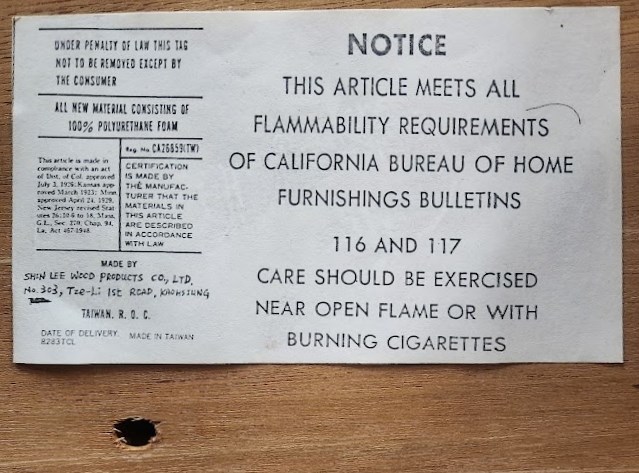 UNDER PENALTY OF LAW THIS TAG
NOT TO BE REMOVED EXCEPT BY
THE CONSUMER
ALL NEW MATERIAL CONSISTING OF
100% POLYURETHANE FOAM
This article is made in
compliance with an act
of Dist. of Col. approved
July 3, 1926; Kansas app-
roved March 1923; Minn.
approved April 24, 1929;
New Jersey revised Stat-
utes 26:10-6 to 18, Mass.
G.L., Sec. 270; Chap. 94,
La. Act 467-1948.
Reg. No. CA26859(TW)
CERTIFICATION
IS MADE BY
THE MANUFAC-
TURER THAT THE
MATERIALS IN
THIS ARTICLE
ARE DESCRIBED
IN ACCORDANCE
WITH LAW
MADE BY
SHIN LEE WOOD PRODUCTS CO., LTD.
No. 303, Tze-Li 1st ROAD, KAOHSIUNG
TAIWAN, R. O. C.
DATE OF DELIVERY. MADE IN TAIWAN
8283TCL
NOTICE
THIS ARTICLE MEETS ALL
FLAMMABILITY REQUIREMENTS
OF CALIFORNIA BUREAU OF HOME
FURNISHINGS BULLETINS
116 AND 117
CARE SHOULD BE EXERCISED
NEAR OPEN FLAME OR WITH
BURNING CIGARETTES